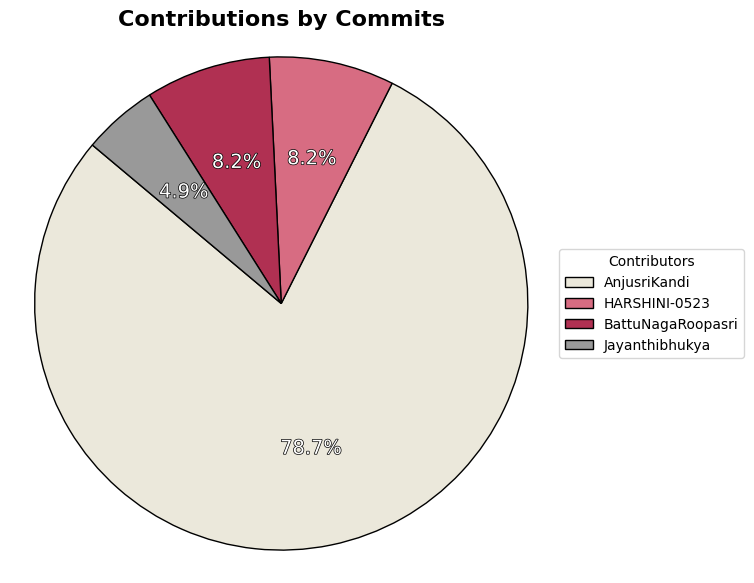 Contributions by Commits
8.2%
8.2%
4.9%
78.7%
Contributors
AnjusriKandi
HARSHINI-0523
BattuNagaRoopasri
Jayanthibhukya